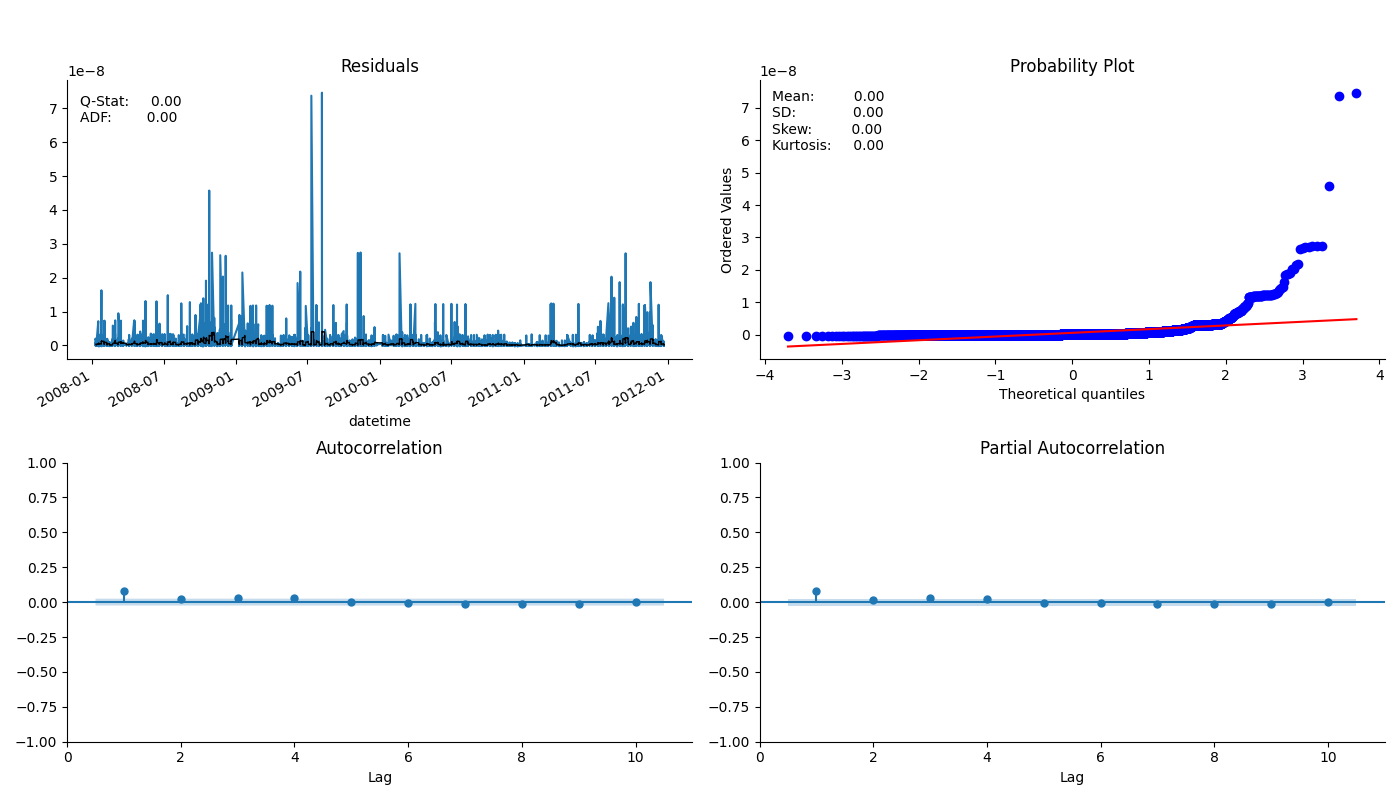 Residuals
1e−8
Q-Stat: 0.00
ADF: 0.00
7
6
5
4
3
2
1
0
2008-01 2008-07 2009-01 2009-07 2010-01 2010-07 2011-01 2011-07 2012-01
datetime
Probability Plot
1e−8
Mean: 0.00
SD: 0.00
Skew: 0.00
Kurtosis: 0.00
Ordered Values
7
6
5
4
3
2
1
0
−4 −3 −2 −1 0 1 2 3 4
Theoretical quantiles
Autocorrelation
1.00
0.75
0.50
0.25
0.00
−0.25
−0.50
−0.75
−1.00
0 2 4 6 8 10
Lag
Partial Autocorrelation
1.00
0.75
0.50
0.25
0.00
−0.25
−0.50
−0.75
−1.00
0 2 4 6 8 10
Lag